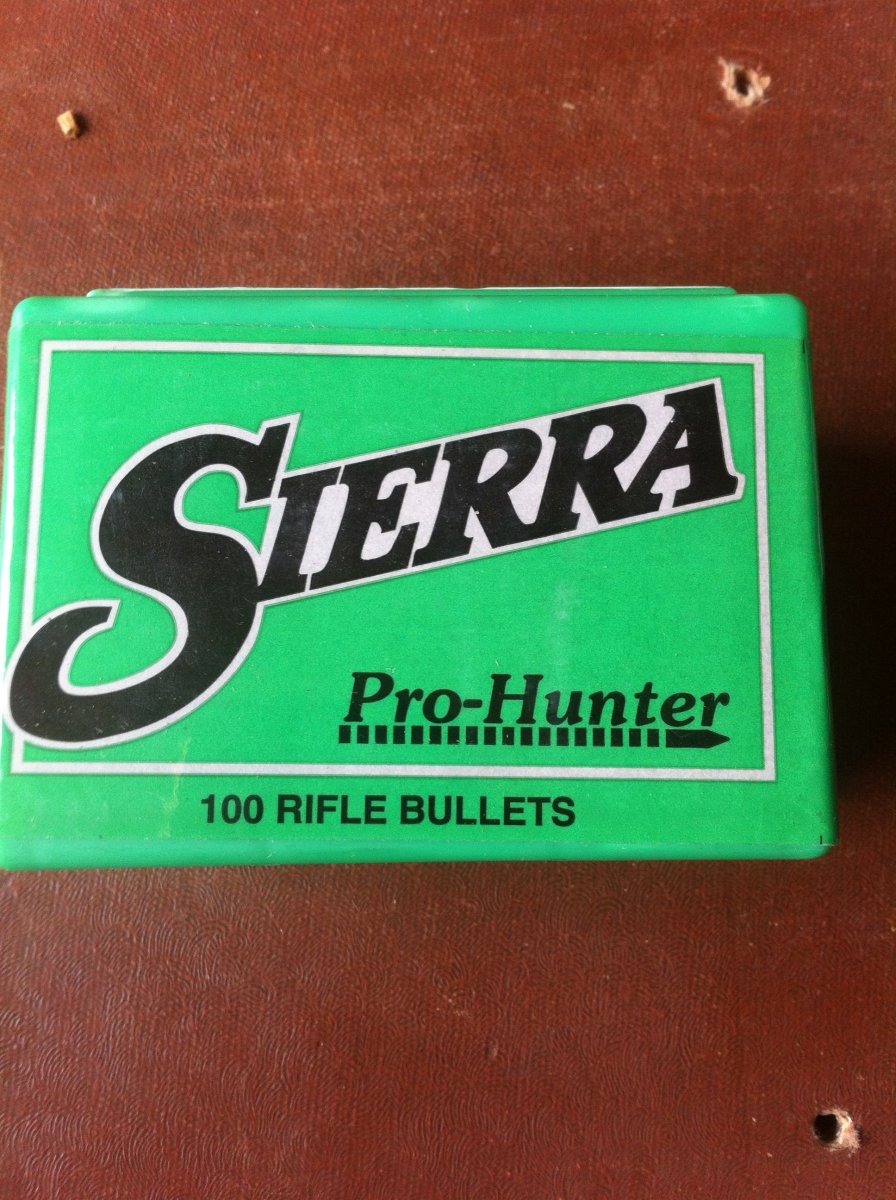 SIERRA
Pro-Hunter
100 RIFLE BULLETS